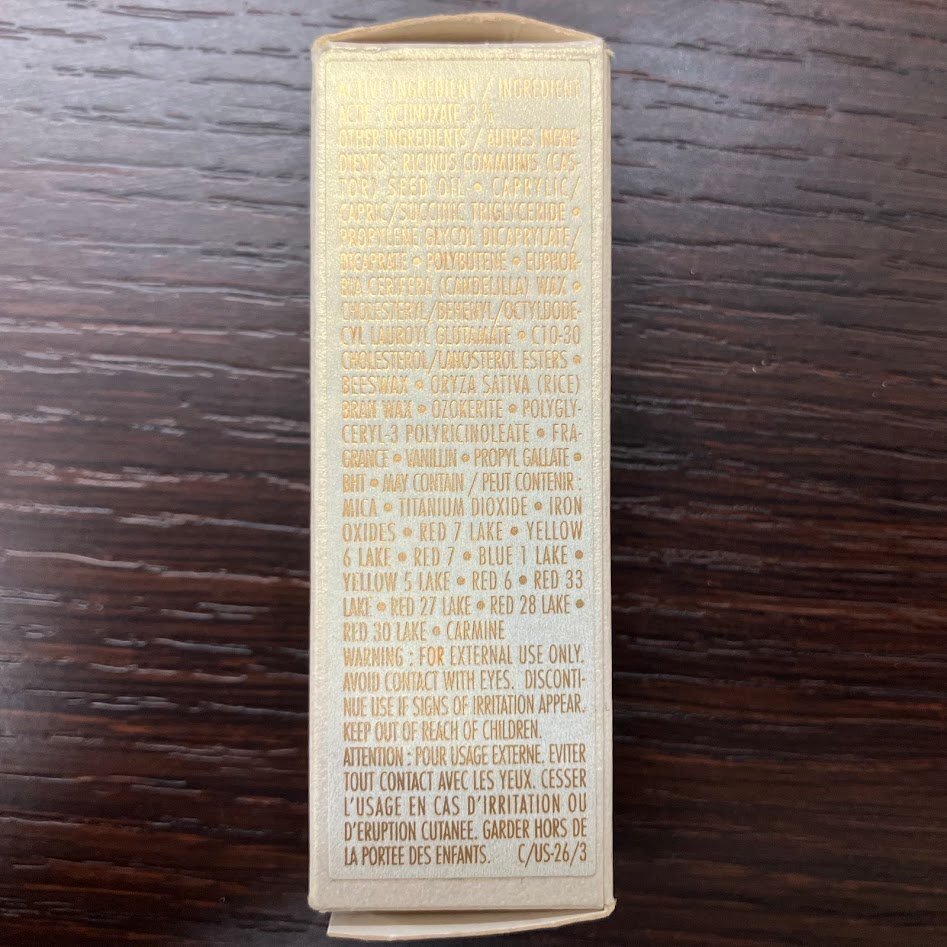 ACTIVE INGREDIENT / INGREDIENT
ACTIF : OCTINOXATE 3 %
OTHER INGREDIENTS / AUTRES INGRE-
DIENTS : RICINUS COMMUNIS (CAS-
TOR) SEED OIL • CAPRYLIC/
CAPRIC/SUCCINIC TRIGLYCERIDE •
PROPYLENE GLYCOL DICAPRYLATE/
DICAPRATE • POLYBUTENE • EUPHOR-
BIA CERIFERA (CANDELILLA) WAX •
CHOLESTERYL/BEHENYL/OCTYLDODE-
CYL LAUROYL GLUTAMATE • C10-30
CHOLESTEROL/LANOSTEROL ESTERS •
BEESWAX • ORYZA SATIVA (RICE)
BRAN WAX • OZOKERITE • POLYGLY-
CERYL-3 POLYRICINOLEATE • FRA-
GRANCE • VANILLIN • PROPYL GALLATE •
BHT • MAY CONTAIN / PEUT CONTENIR :
MICA • TITANIUM DIOXIDE • IRON
OXIDES • RED 7 LAKE • YELLOW
6 LAKE • RED 7 • BLUE 1 LAKE •
YELLOW 5 LAKE • RED 6 • RED 33
LAKE • RED 27 LAKE • RED 28 LAKE •
RED 30 LAKE • CARMINE
WARNING : FOR EXTERNAL USE ONLY.
AVOID CONTACT WITH EYES. DISCONTI-
NUE USE IF SIGNS OF IRRITATION APPEAR.
KEEP OUT OF REACH OF CHILDREN.
ATTENTION : POUR USAGE EXTERNE. EVITER
TOUT CONTACT AVEC LES YEUX. CESSER
L'USAGE EN CAS D'IRRITATION OU
D'ERUPTION CUTANEE. GARDER HORS DE
LA PORTEE DES ENFANTS. C/US-26/3